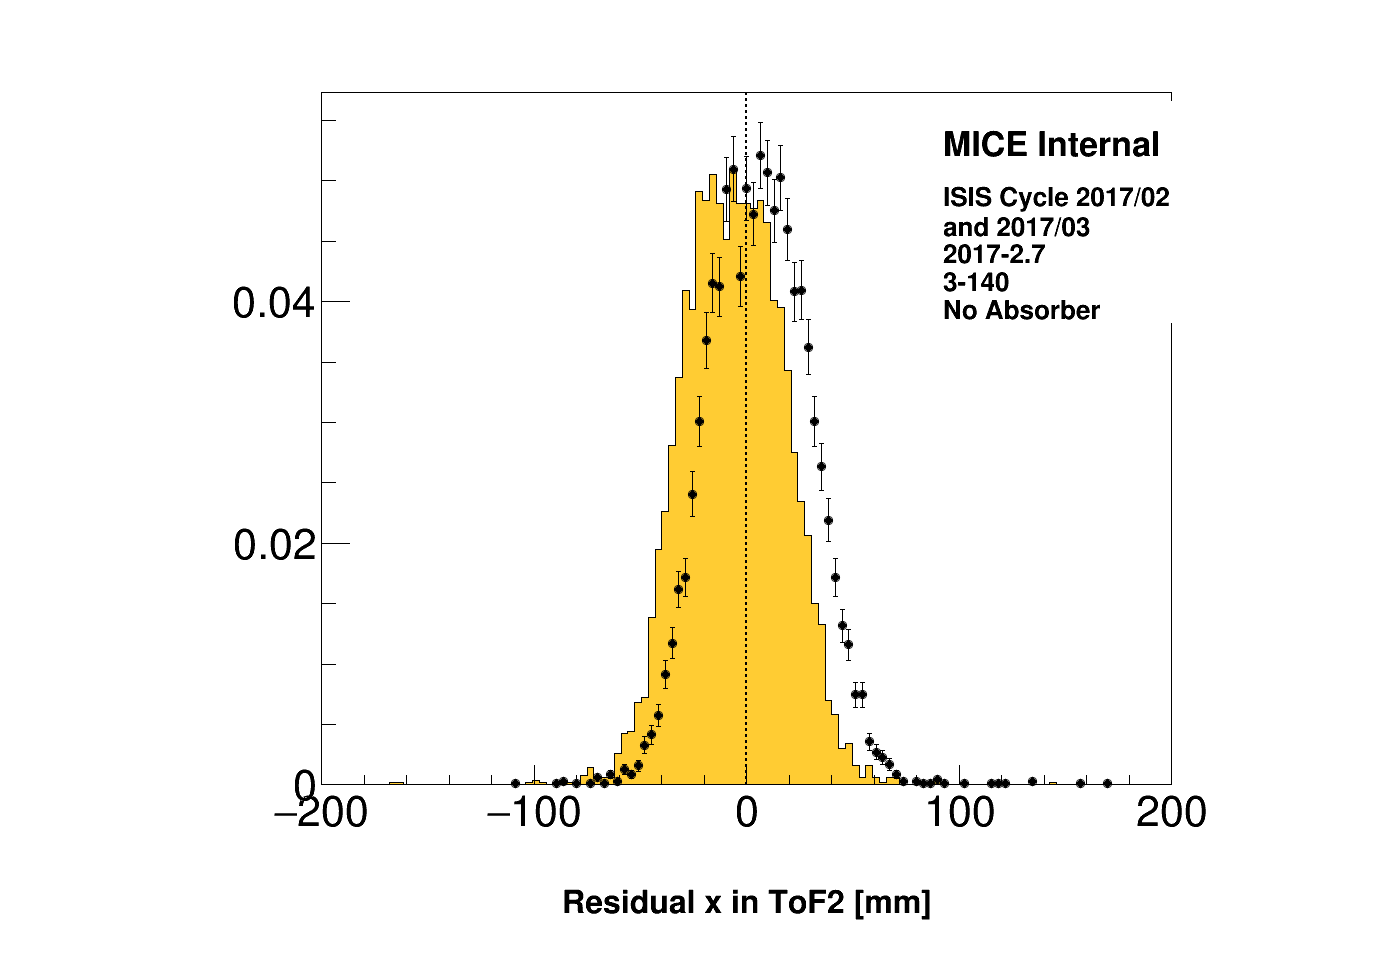 MICE Internal
ISIS Cycle 2017/02
and 2017/03
2017-2.7
3-140
No Absorber
0.04
0.02
0
−200 −100 0 100 200
Residual x in ToF2 [mm]